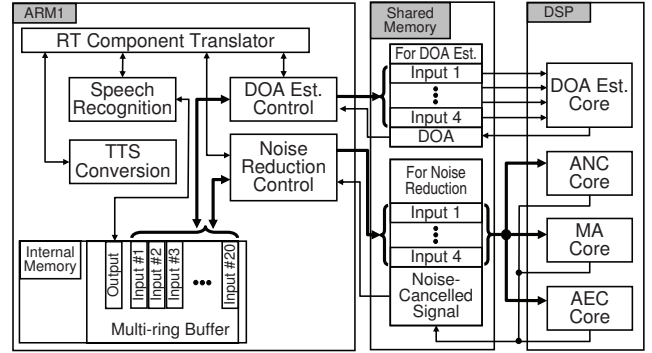 ARM1
RT Component Translator
Speech
Recognition
DOA Est.
Control
TTS
Conversion
Noise
Reduction
Control
Internal
Memory
Output
Input #1
Input #2
Input #3
•••
Input #20
Multi-ring Buffer
Shared
Memory
For DOA Est.
Input 1
Input 4
DOA
For Noise
Reduction
Input 1
Input 4
Noise-
Cancelled
Signal
DSP
DOA Est.
Core
ANC
Core
MA
Core
AEC
Core